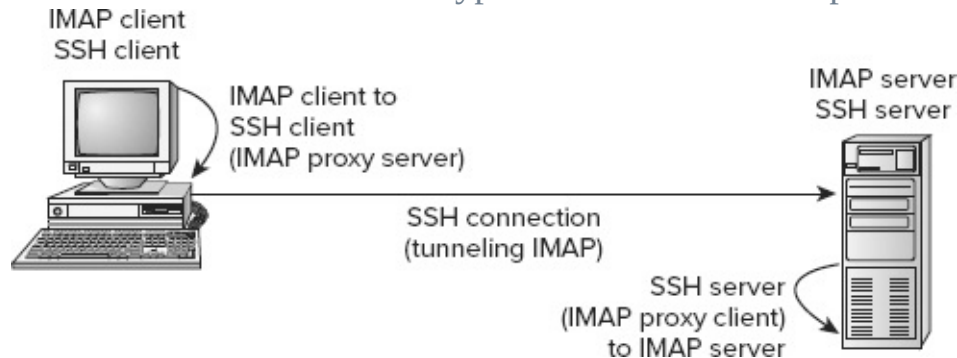 IMAP client
SSH client
IMAP client to
SSH client
(IMAP proxy server)
IMAP server
SSH server
SSH connection
(tunneling IMAP)
SSH server
(IMAP proxy client)
to IMAP server